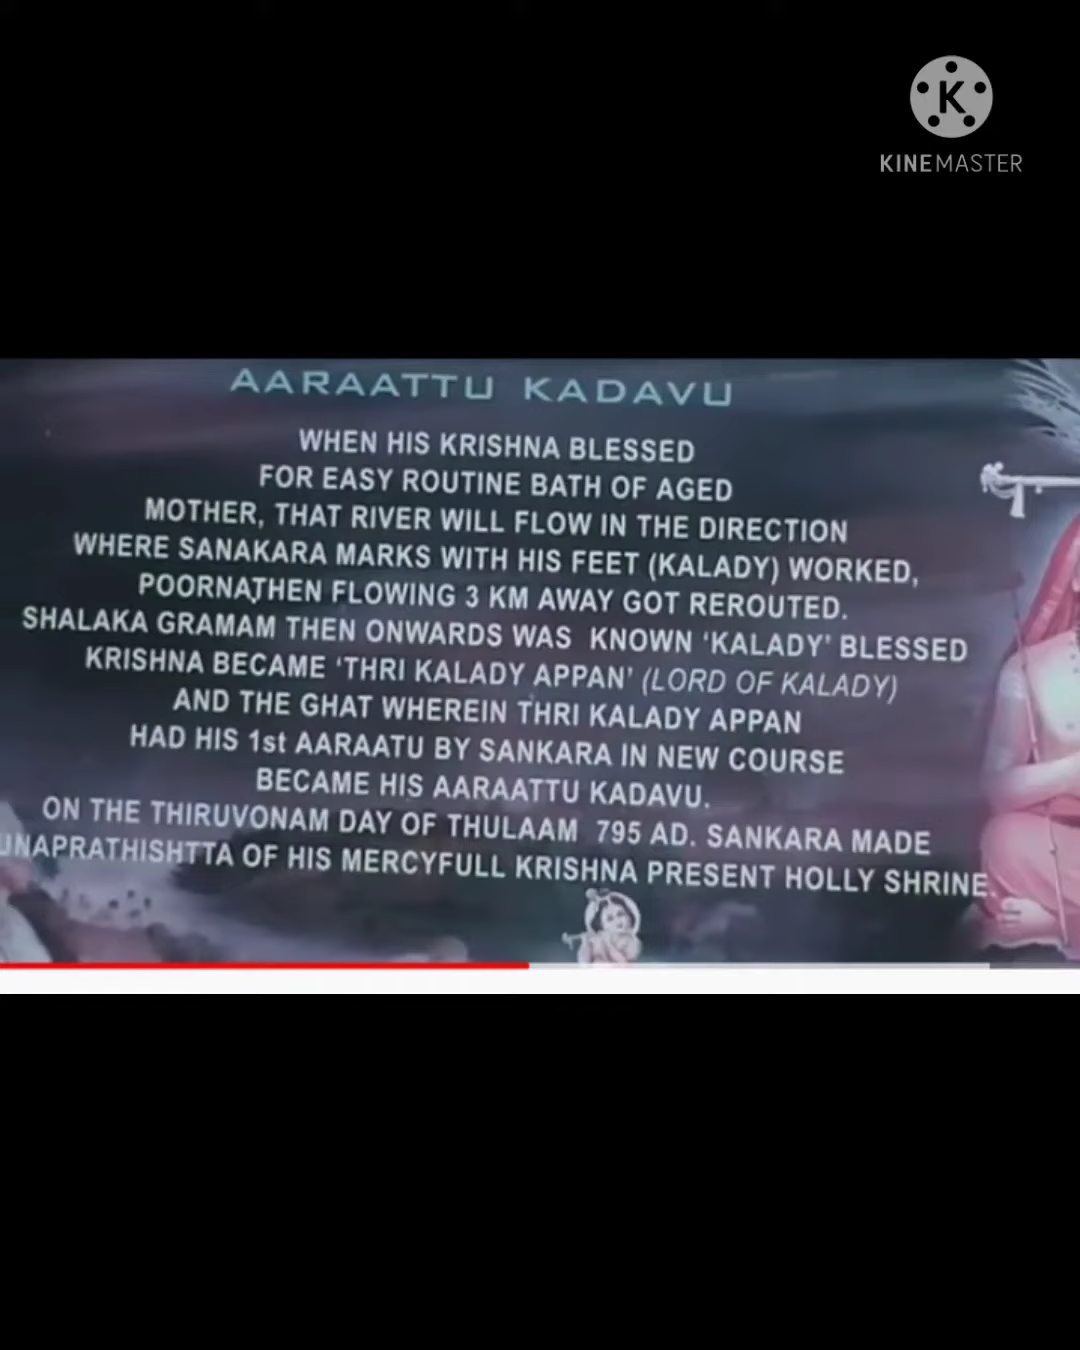 KINEMASTER
AARAATTU KADAVU
WHEN HIS KRISHNA BLESSED
FOR EASY ROUTINE BATH OF AGED
MOTHER, THAT RIVER WILL FLOW IN THE DIRECTION
WHERE SANAKARA MARKS WITH HIS FEET (KALADY) WORKED,
POORNA,THEN FLOWING 3 KM AWAY GOT REROUTED.
SHALAKA GRAMAM THEN ONWARDS WAS KNOWN 'KALADY' BLESSED
KRISHNA BECAME 'THRI KALADY APPAN' (LORD OF KALADY)
AND THE GHAT WHEREIN THRI KALADY APPAN
HAD HIS 1st AARAATU BY SANKARA IN NEW COURSE
BECAME HIS AARAATTU KADAVU.
ON THE THIRUVONAM DAY OF THULAAM 795 AD. SANKARA MADE
UNAPRATHISHTTA OF HIS MERCYFULL KRISHNA PRESENT HOLLY SHRINE.